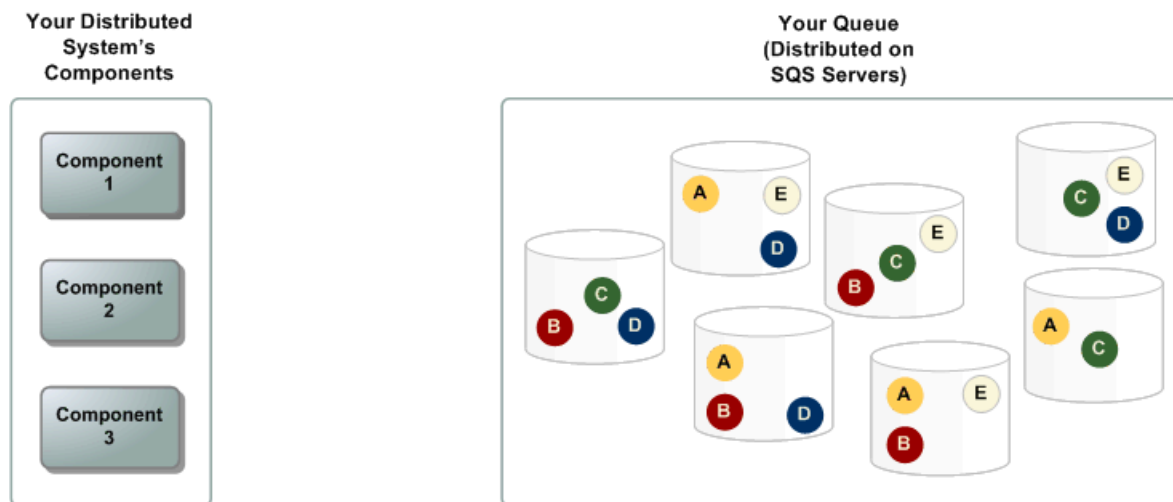 Your Distributed
System's
Components
Component
1
Component
2
Component
3
Your Queue
(Distributed on
SQS Servers)
A
E
D
E
C
B
E
C
D
C
B
D
A
B
D
A
E
B
A
C